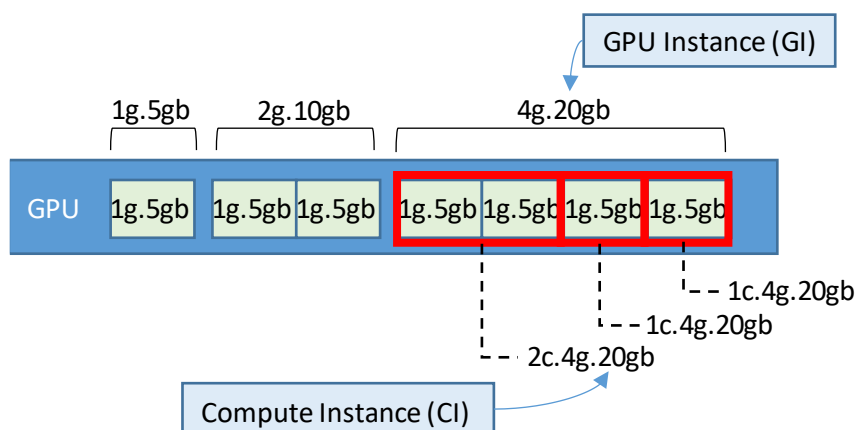 GPU Instance (GI)
1g.5gb 2g.10gb 4g.20gb
GPU 1g.5gb 1g.5gb 1g.5gb 1g.5gb 1g.5gb 1g.5gb 1g.5gb
1c.4g.20gb
1c.4g.20gb
2c.4g.20gb
Compute Instance (CI)